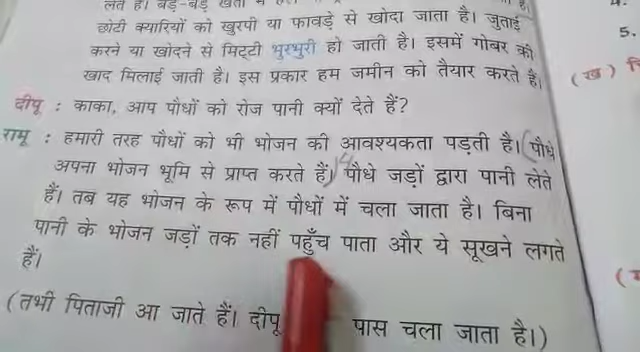 छोटी क्यारियों को खुरपी या फावड़े से खोदा जाता है। जुताई
करने या खोदने से मिट्टी भुरभुरी हो जाती है। इसमें गोबर की
खाद मिलाई जाती है। इस प्रकार हम जमीन को तैयार करते हैं।
दीपू : काका, आप पौधों को रोज पानी क्यों देते हैं?
रामू : हमारी तरह पौधों को भी भोजन की आवश्यकता पड़ती है। पौधे
अपना भोजन भूमि से प्राप्त करते हैं। पौधे जड़ों द्वारा पानी लेते
हैं। तब यह भोजन के रूप में पौधों में चला जाता है। बिना
पानी के भोजन जड़ों तक नहीं पहुँच पाता और ये सूखने लगते
हैं।
(तभी पिताजी आ जाते हैं। दीपू पास चला जाता है।)
5.
(ख)